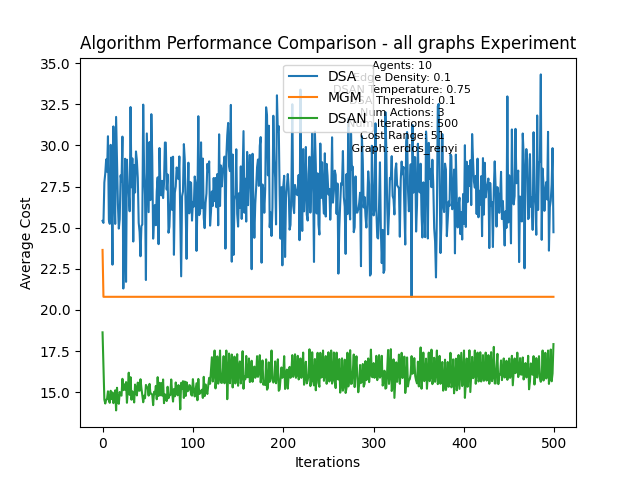 Algorithm Performance Comparison - all graphs Experiment
Average Cost
35.0
32.5
30.0
27.5
25.0
22.5
20.0
17.5
15.0
DSA
MGM
DSAN
Agents: 10
Edge Density: 0.1
DSAN Temperature: 0.75
DSA Threshold: 0.1
Num Actions: 3
Num Iterations: 500
Cost Range: 51
Graph: erdos_renyi
0
100
200
300
400
500
Iterations